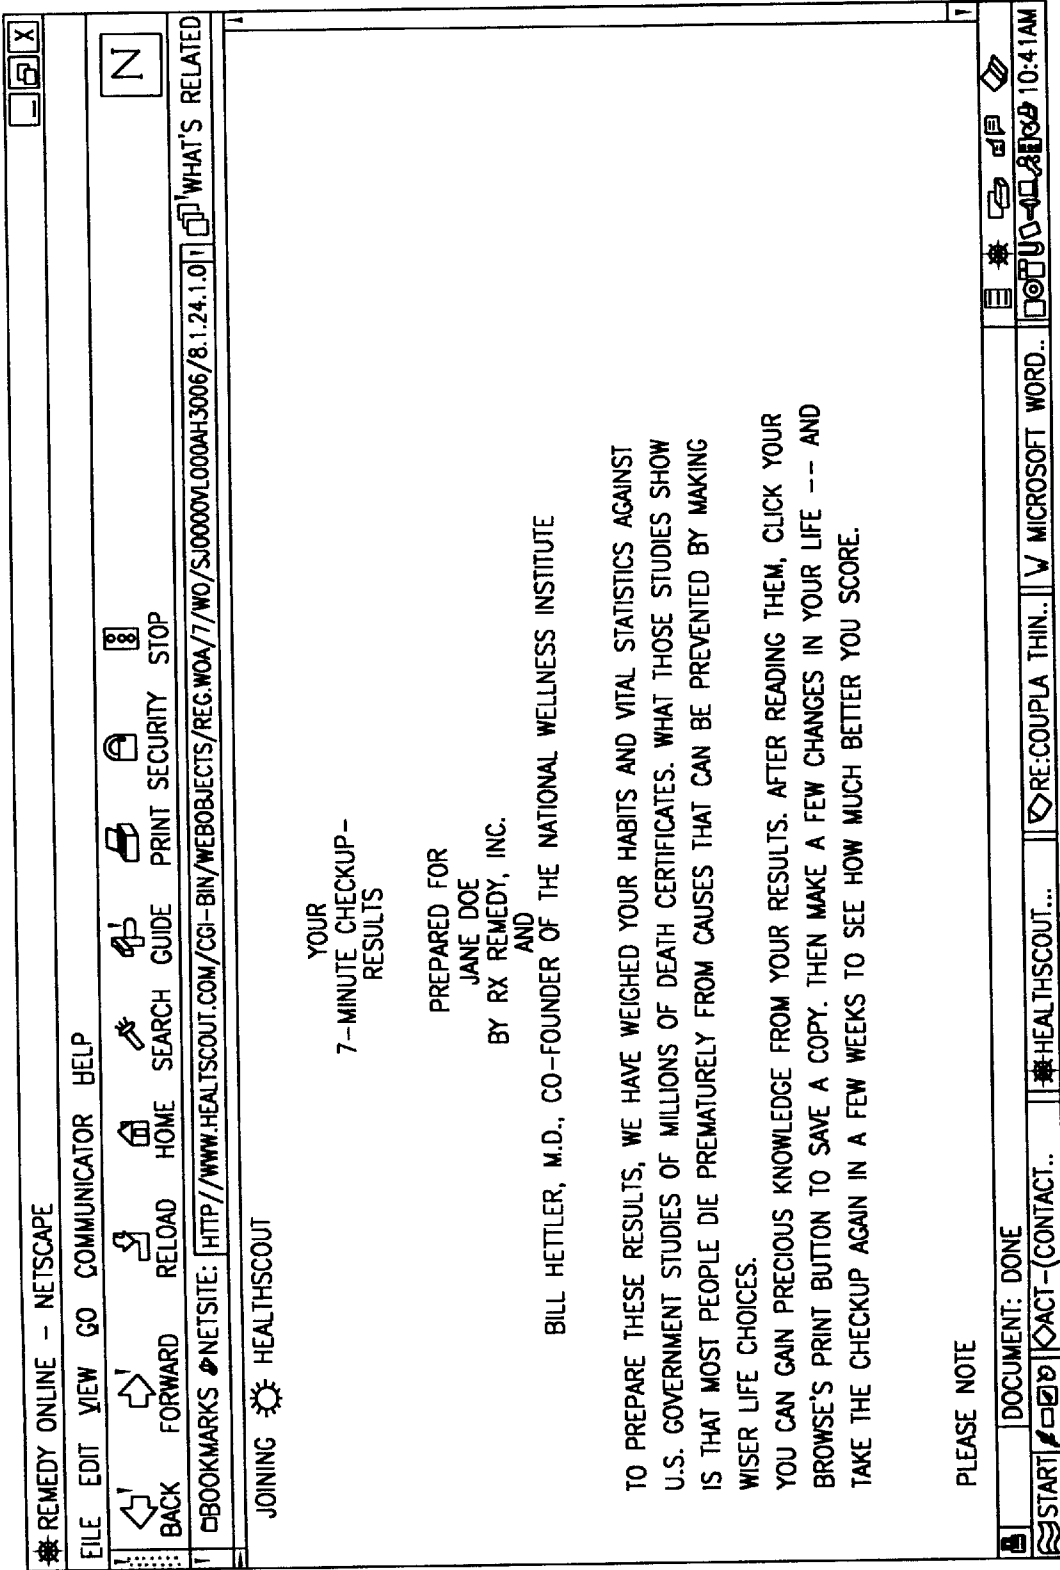 REMEDY ONLINE - NETSCAPE
EILE EDIT VIEW GO COMMUNICATOR HELP
BACK FORWARD RELOAD HOME SEARCH GUIDE PRINT SECURITY STOP
N
BOOKMARKS NETSITE: HTTP//WWW.HEALTSCOUT.COM/CGI-BIN/WEBOBJECTS/REG.WOA/7/WO/SJ0000VL000AH3006/8.1.24.1.0 WHAT'S RELATED
JOINING HEALTHSCOUT
YOUR
7-MINUTE CHECKUP-
RESULTS
PREPARED FOR
JANE DOE
BY RX REMEDY, INC.
AND
BILL HETTLER, M.D., CO-FOUNDER OF THE NATIONAL WELLNESS INSTITUTE
TO PREPARE THESE RESULTS, WE HAVE WEIGHED YOUR HABITS AND VITAL STATISTICS AGAINST
U.S. GOVERNMENT STUDIES OF MILLIONS OF DEATH CERTIFICATES. WHAT THOSE STUDIES SHOW
IS THAT MOST PEOPLE DIE PREMATURELY FROM CAUSES THAT CAN BE PREVENTED BY MAKING
WISER LIFE CHOICES.
YOU CAN GAIN PRECIOUS KNOWLEDGE FROM YOUR RESULTS. AFTER READING THEM, CLICK YOUR
BROWSE'S PRINT BUTTON TO SAVE A COPY. THEN MAKE A FEW CHANGES IN YOUR LIFE -- AND
TAKE THE CHECKUP AGAIN IN A FEW WEEKS TO SEE HOW MUCH BETTER YOU SCORE.
PLEASE NOTE
DOCUMENT: DONE
START ACT-(CONTACT.. HEALTHSCOUT... RE:COUPLA THIN.. W MICROSOFT WORD.. 10:41AM